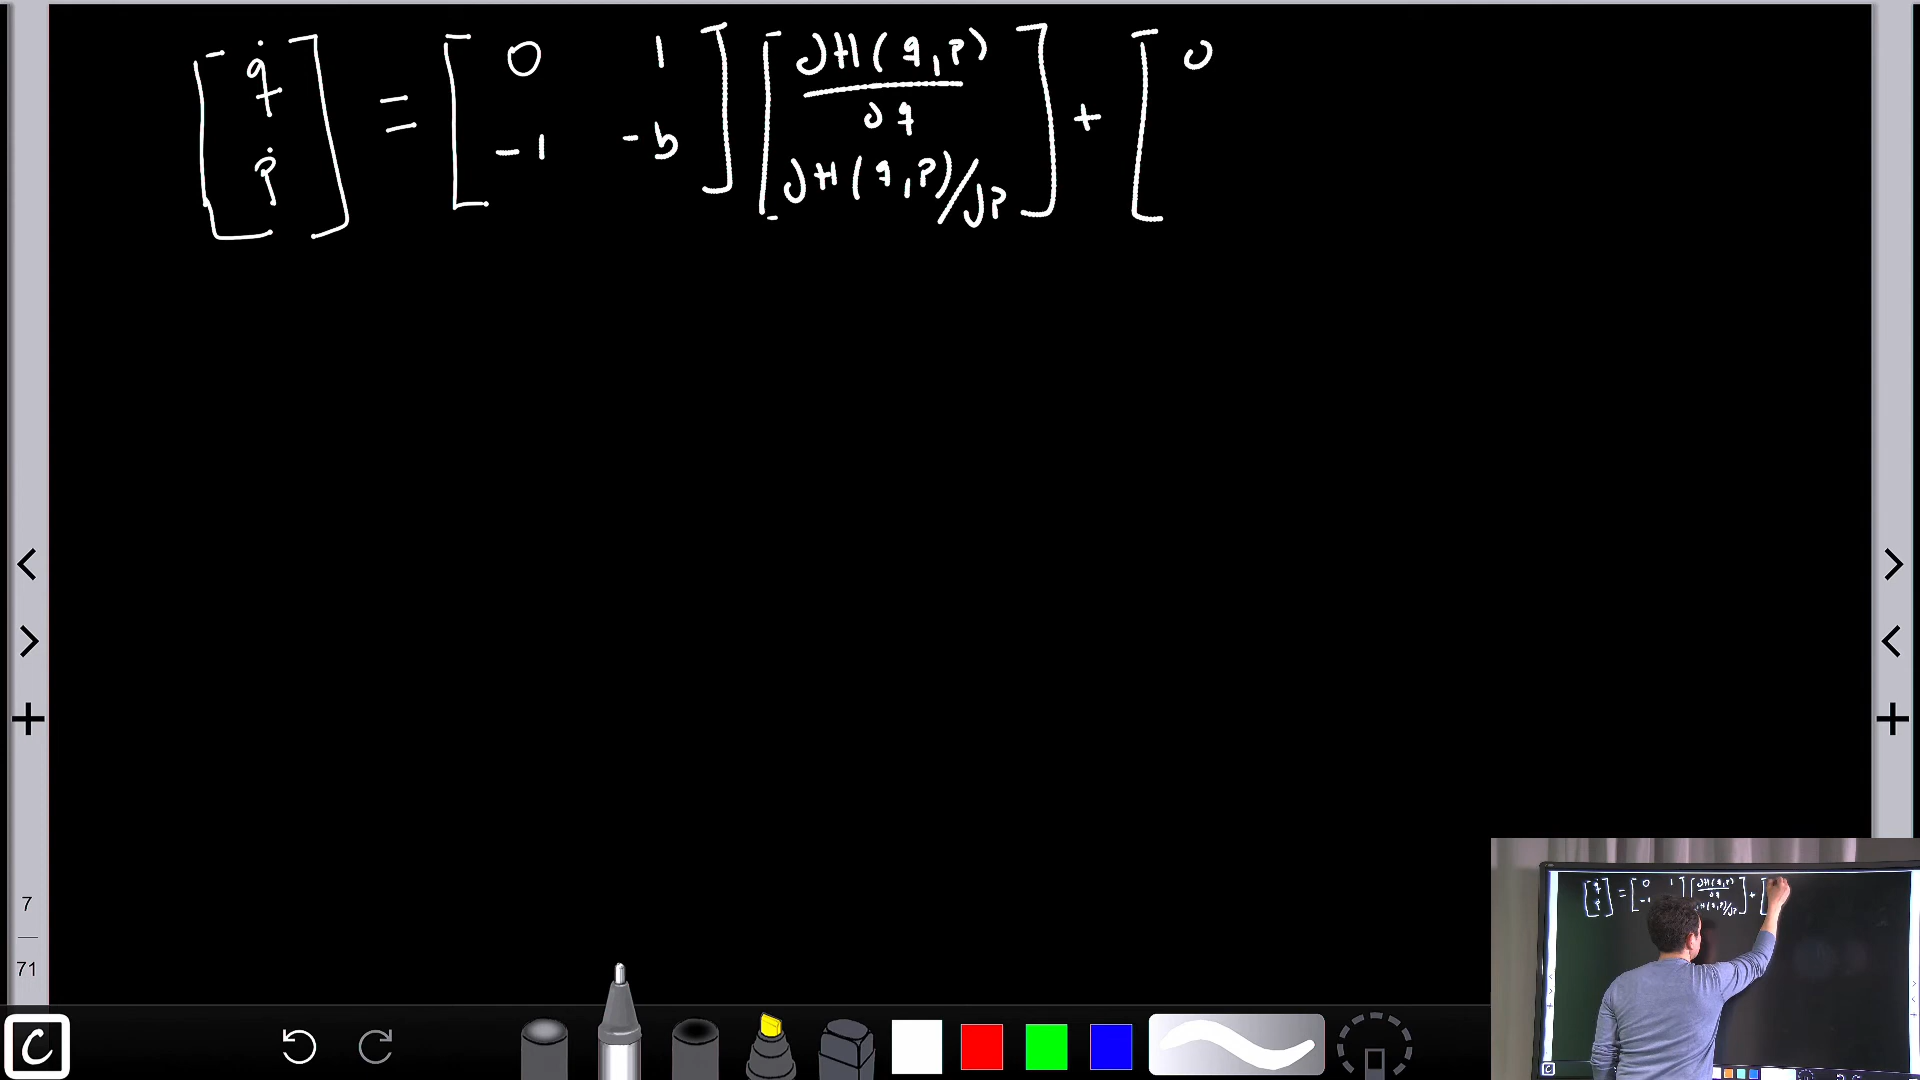 [q̇ ṗ] = [0 1 -1 -b] [∂H(q,p)/∂q ∂H(q,p)/∂p] + [0
7
71
C